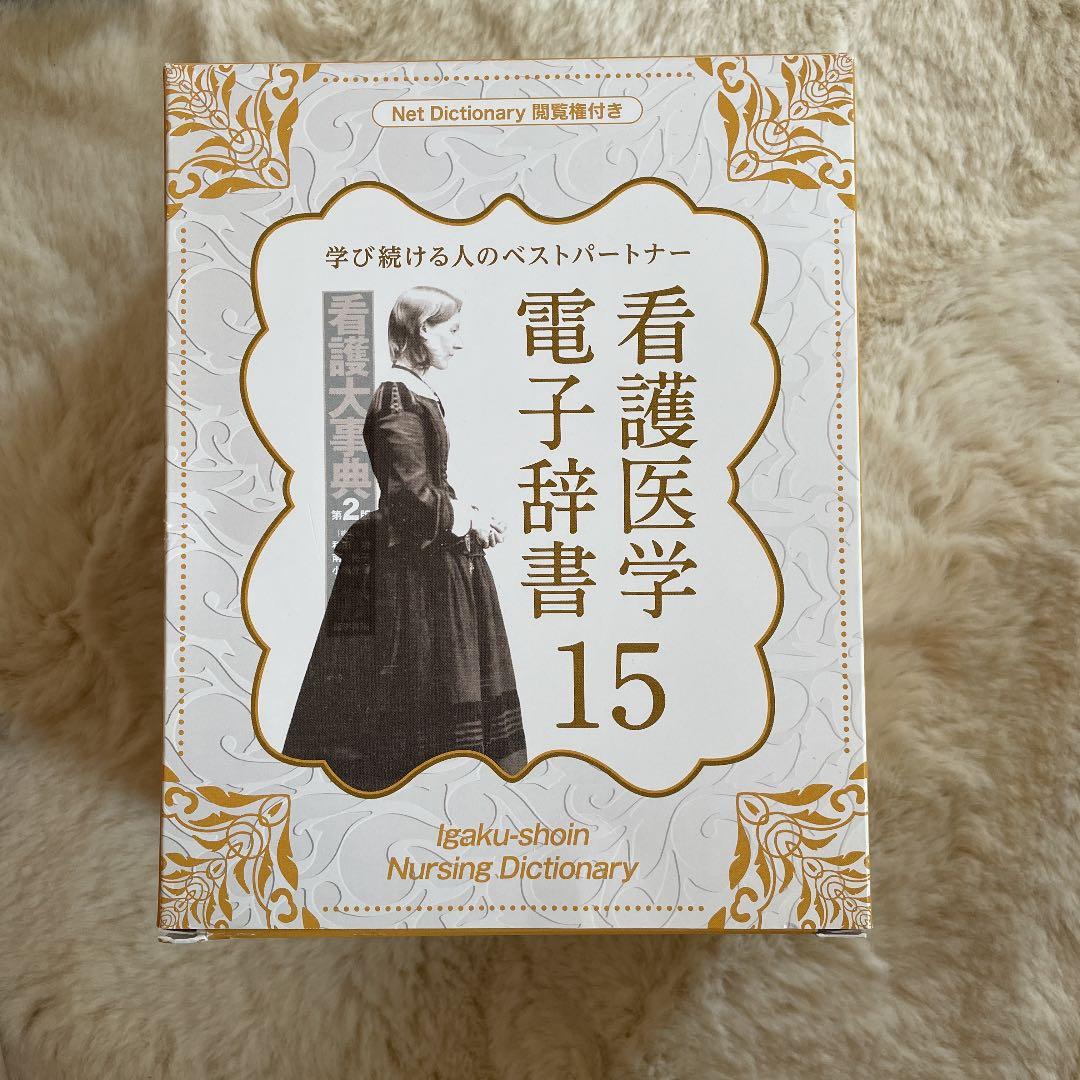 Net Dictionary 閲覧権付き
学び続ける人のベストパートナー
看護医学
電子辞書
15
看護大事典
第2版
Igaku-shoin
Nursing Dictionary